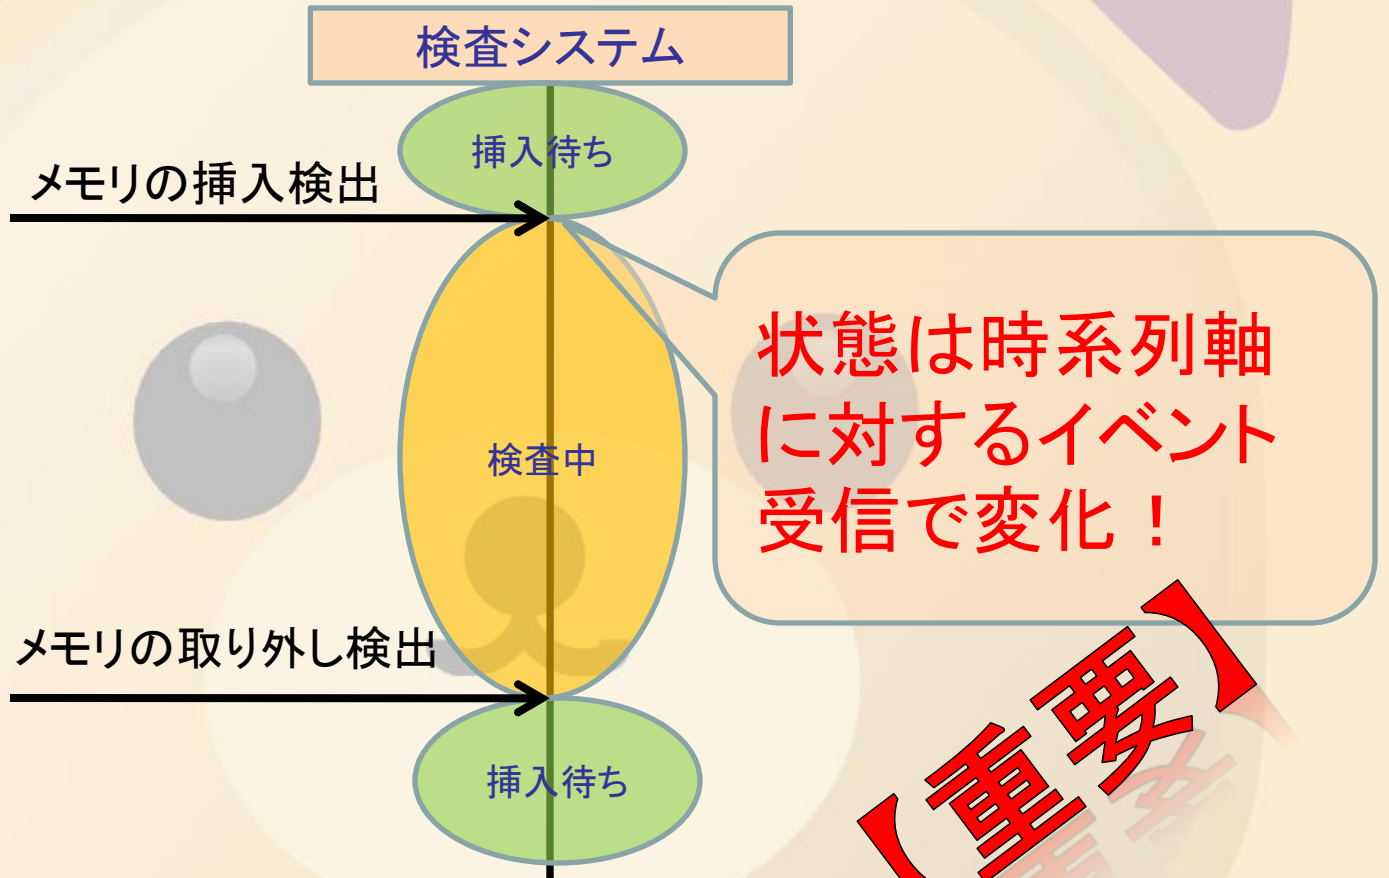 検査システム
挿入待ち
メモリの挿入検出
状態は時系列軸
に対するイベント
受信で変化！
検査中
メモリの取り外し検出
挿入待ち
【重要】